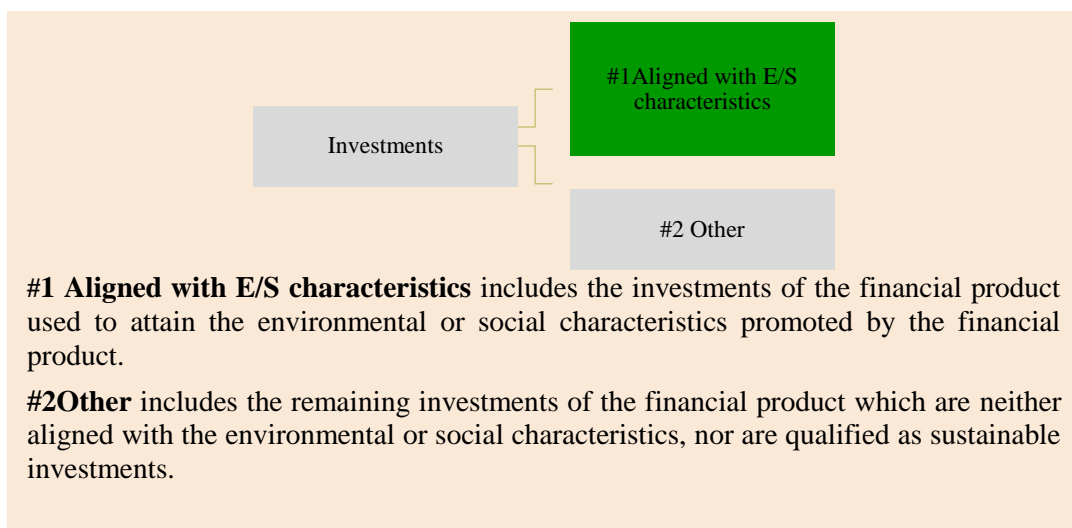 #1Aligned with E/S
characteristics
Investments
#2 Other
#1 Aligned with E/S characteristics includes the investments of the financial product
used to attain the environmental or social characteristics promoted by the financial
product.
#2Other includes the remaining investments of the financial product which are neither
aligned with the environmental or social characteristics, nor are qualified as sustainable
investments.